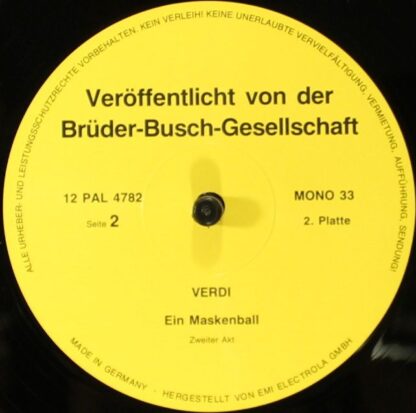 ALLE URHEBER- UND LEISTUNGSSCHUTZRECHTE VORBEHALTEN. KEIN VERLEIH! KEINE UNERLAUBTE VERVIELFÄLTIGUNG, VERMIETUNG, AUFFÜHRUNG, SENDUNG!
Veröffentlicht von der
Brüder-Busch-Gesellschaft
12 PAL 4782
MONO 33
Seite 2
2. Platte
VERDI
Ein Maskenball
Zweiter Akt
MADE IN GERMANY - HERGESTELLT VON EMI ELECTROLA GMBH